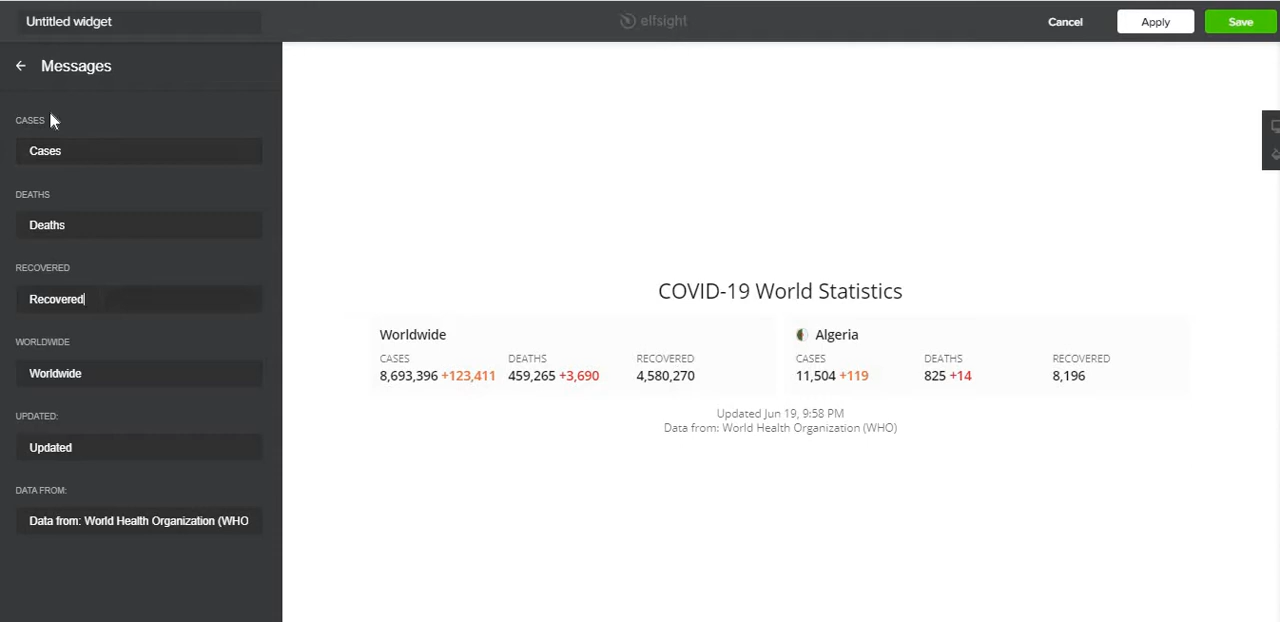 Untitled widget
elfsight
Cancel
Apply
Save
Messages
CASES
Cases
DEATHS
Deaths
RECOVERED
Recovered
WORLDWIDE
Worldwide
UPDATED:
Updated
DATA FROM:
Data from: World Health Organization (WHO
COVID-19 World Statistics
Worldwide
CASES DEATHS RECOVERED
8,693,396 +123,411 459,265 +3,690 4,580,270
Algeria
CASES DEATHS RECOVERED
11,504 +119 825 +14 8,196
Updated Jun 19, 9:58 PM
Data from: World Health Organization (WHO)